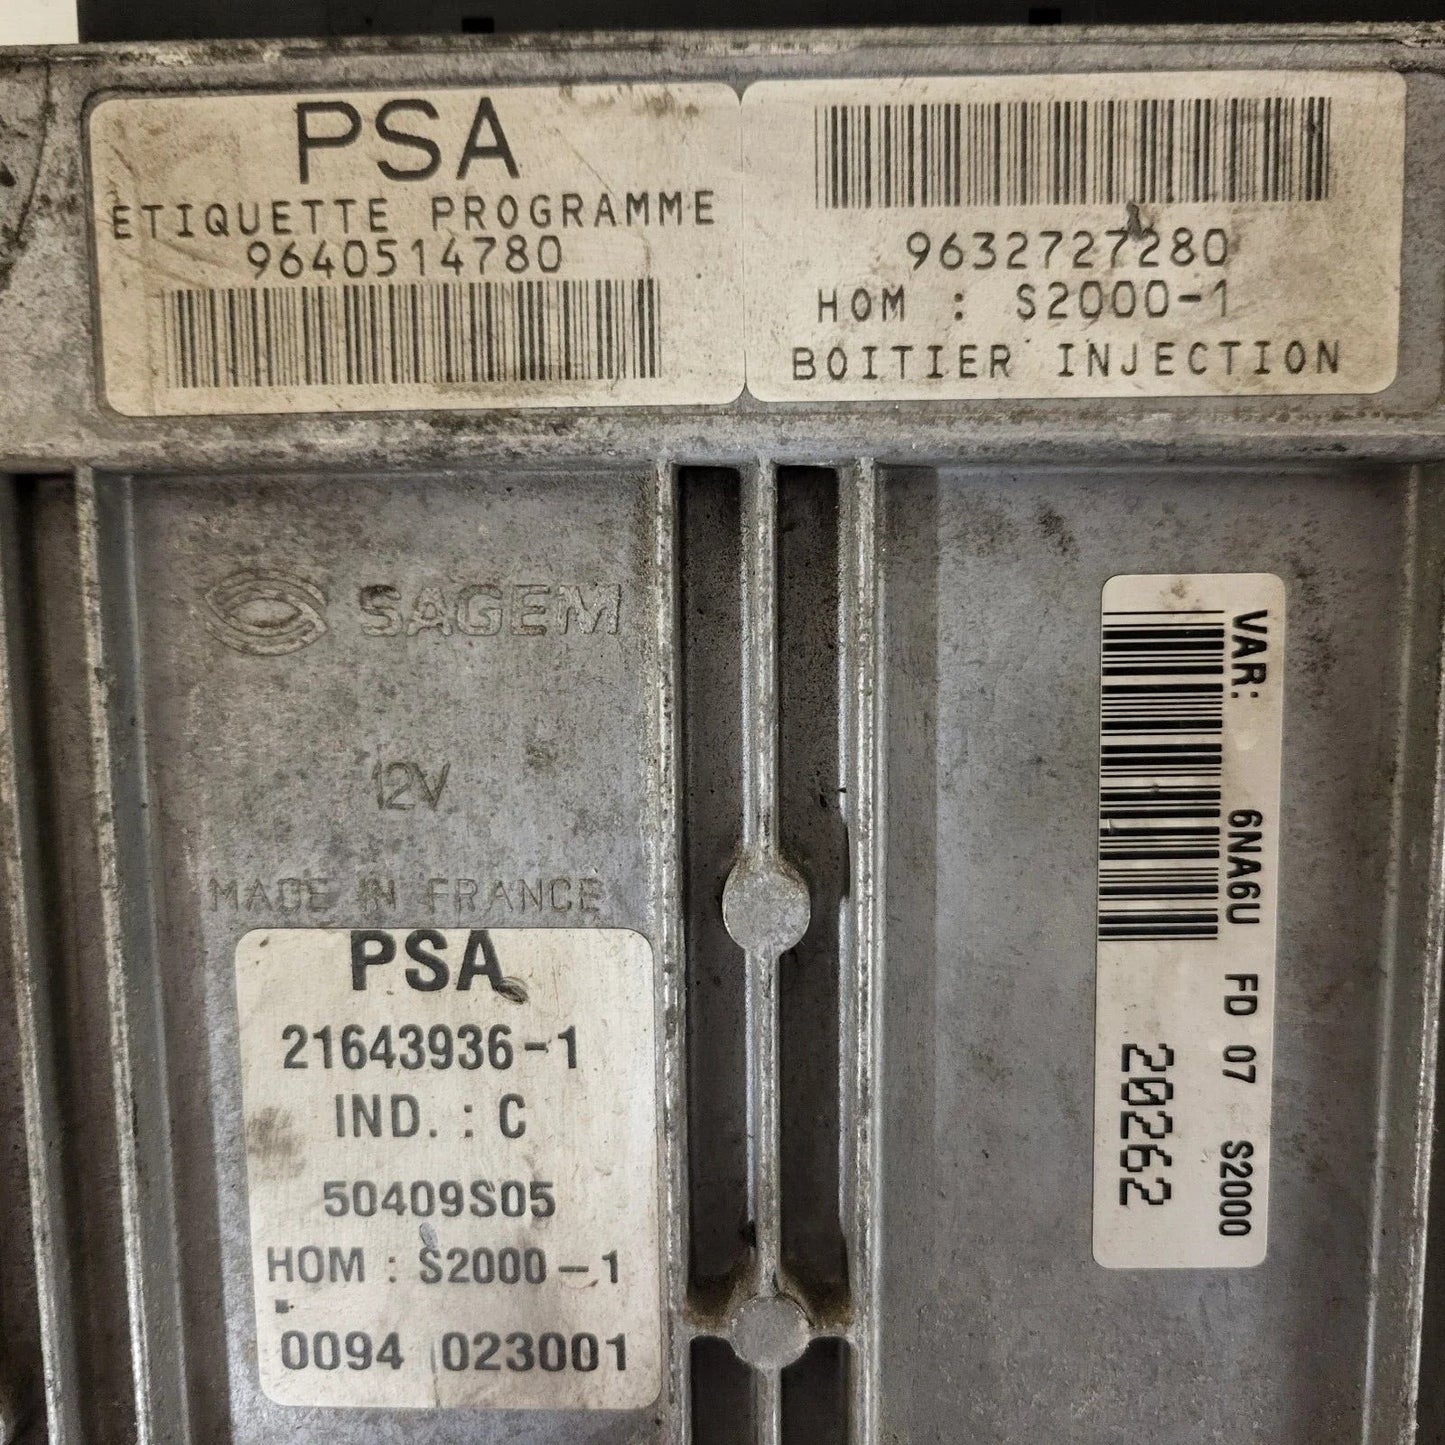 PSA
ETIQUETTE PROGRAMME
9640514780
9632727280
HOM : S2000-1
BOITIER INJECTION
SAGEM
12V
MADE IN FRANCE
PSA
21643936-1
IND. : C
50409S05
HOM : S2000-1
0094 023001
VAR: 6NA6U FD 07 S2000
20262